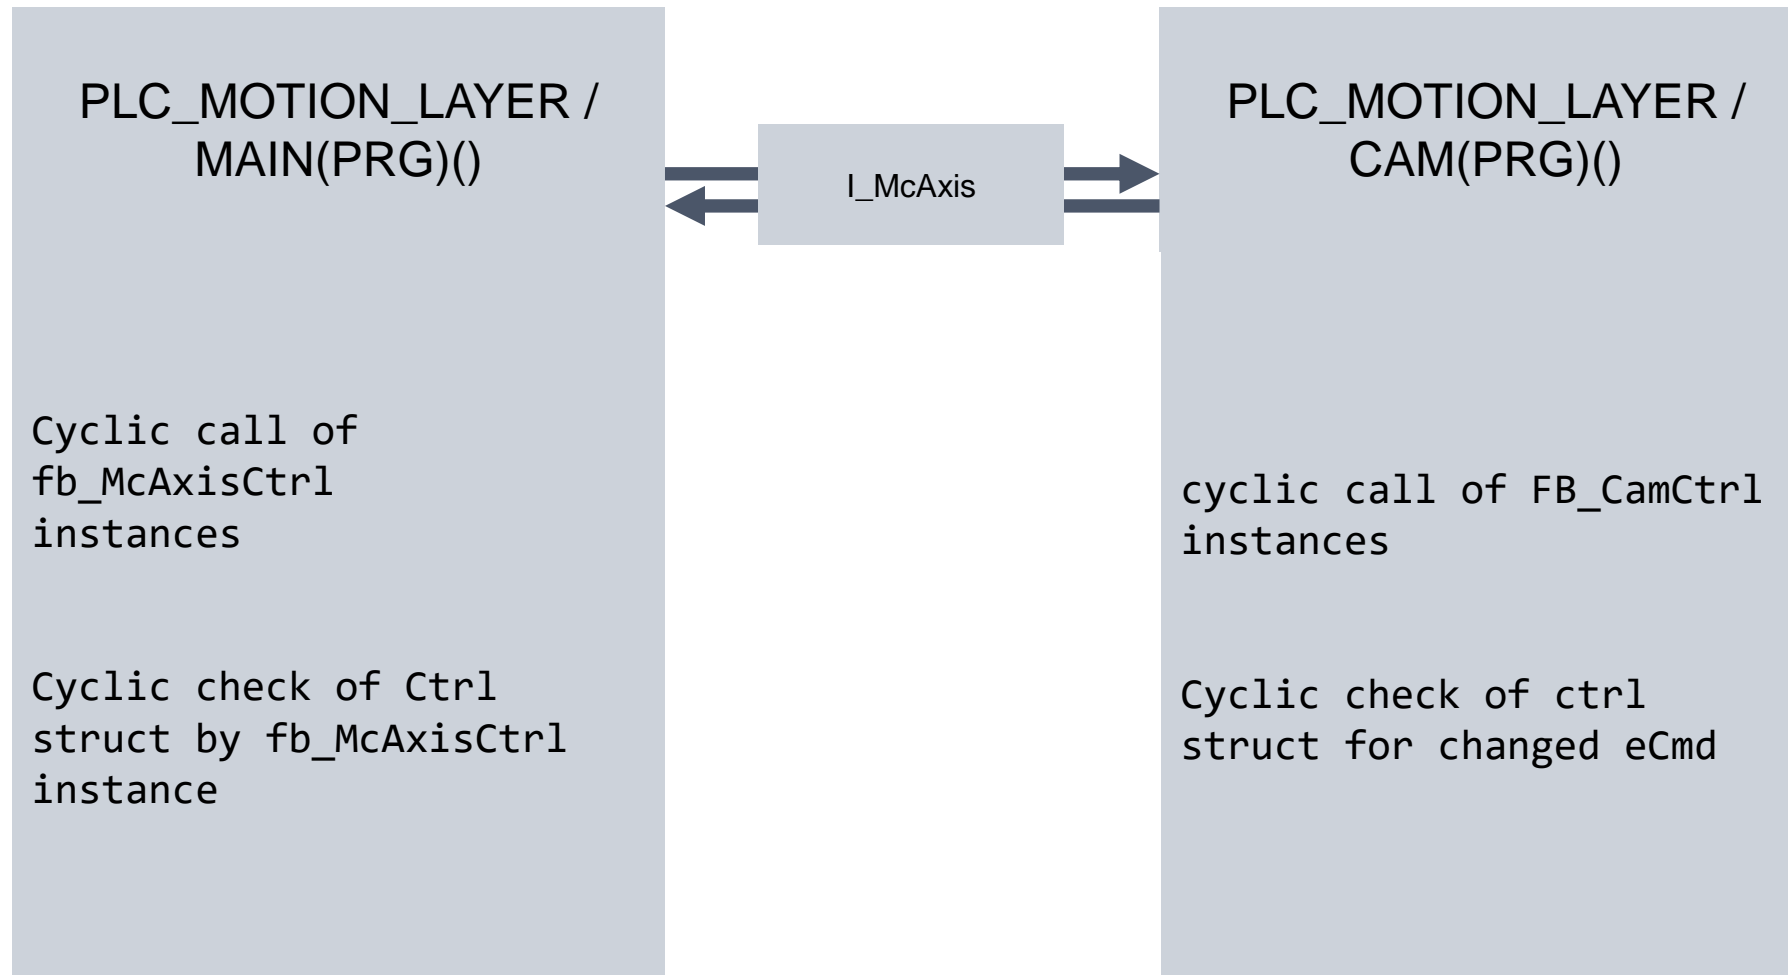 PLC_MOTION_LAYER /
MAIN(PRG)()
I_McAxis
PLC_MOTION_LAYER /
CAM(PRG)()
Cyclic call of
fb_McAxisCtrl
instances
Cyclic check of Ctrl
struct by fb_McAxisCtrl
instance
cyclic call of FB_CamCtrl
instances
Cyclic check of ctrl
struct for changed eCmd